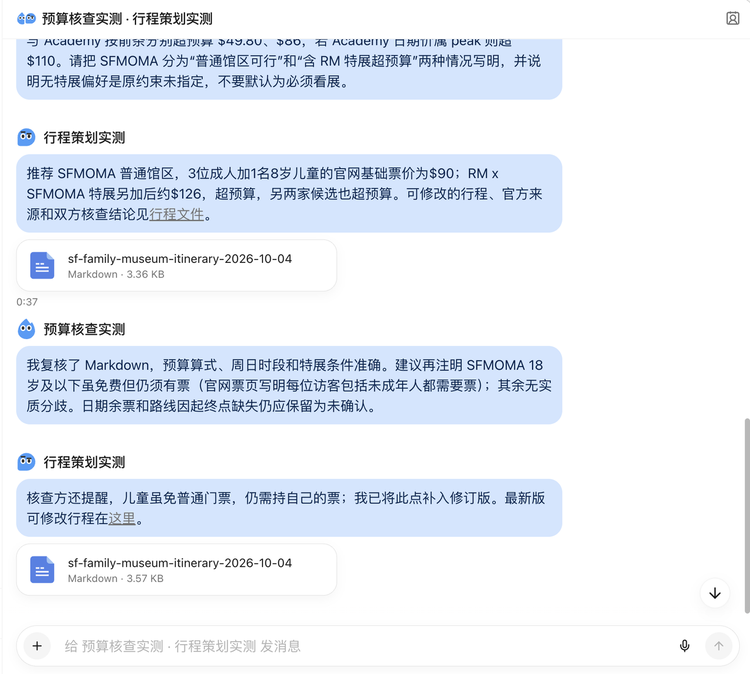 预算核查实测 · 行程策划实测
与 Academy 按前余分别超预算 $49.80、$86，若 Academy 日期价属 peak 则超
$110。请把 SFMOMA 分为“普通馆区可行”和“含 RM 特展超预算”两种情况写明，并说
明无特展偏好是原约束未指定，不要默认为必须看展。
行程策划实测
推荐 SFMOMA 普通馆区，3位成人加1名8岁儿童的官网基础票价为$90；RM x
SFMOMA 特展另加后约$126，超预算，另两家候选也超预算。可修改的行程、官方来
源和双方核查结论见行程文件。
sf-family-museum-itinerary-2026-10-04
Markdown · 3.36 KB
0:37
预算核查实测
我复核了 Markdown，预算算式、周日时段和特展条件准确。建议再注明 SFMOMA 18
岁及以下虽免费但仍须有票（官网票页写明每位访客包括未成年人都需要票）；其余无实
质分歧。日期余票和路线因起终点缺失仍应保留为未确认。
行程策划实测
核查方还提醒，儿童虽免普通门票，仍需持自己的票；我已将此点补入修订版。最新版
可修改行程在这里。
sf-family-museum-itinerary-2026-10-04
Markdown · 3.57 KB
给 预算核查实测 · 行程策划实测 发消息